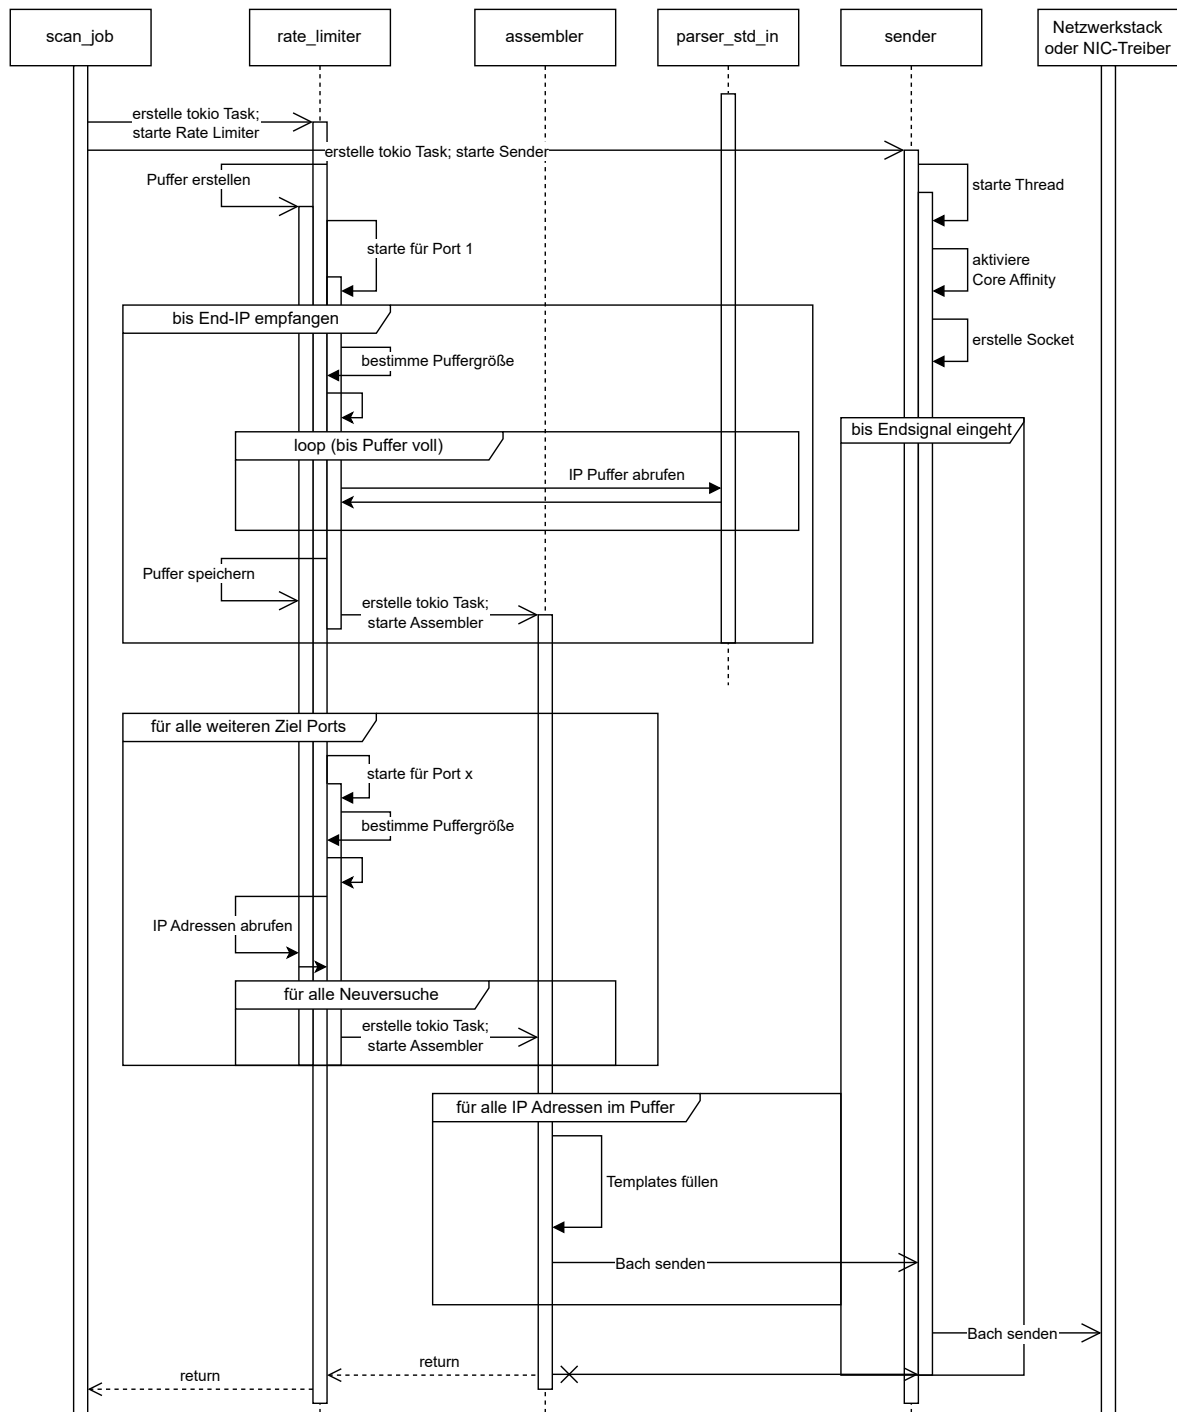 scan_job
rate_limiter
assembler
parser_std_in
sender
Netzwerkstack
oder NIC-Treiber
erstelle tokio Task;
starte Rate Limiter
erstelle tokio Task; starte Sender
Puffer erstellen
starte Thread
starte für Port 1
aktiviere
Core Affinity
bis End-IP empfangen
erstelle Socket
bestimme Puffergröße
bis Endsignal eingeht
loop (bis Puffer voll)
IP Puffer abrufen
Puffer speichern
erstelle tokio Task;
starte Assembler
für alle weiteren Ziel Ports
starte für Port x
bestimme Puffergröße
IP Adressen abrufen
für alle Neuversuche
erstelle tokio Task;
starte Assembler
für alle IP Adressen im Puffer
Templates füllen
Bach senden
Bach senden
return
return